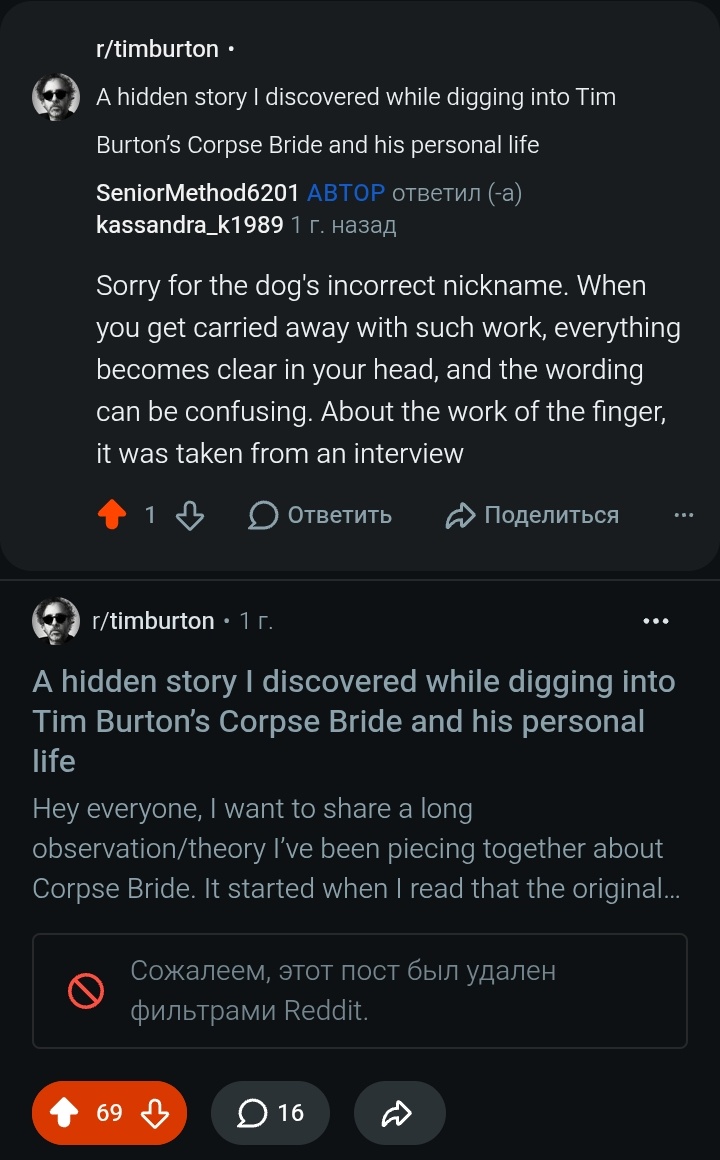 r/timburton •
A hidden story I discovered while digging into Tim
Burton’s Corpse Bride and his personal life
SeniorMethod6201 АВТОР ответил (-а)
kassandra_k1989 1 г. назад
Sorry for the dog's incorrect nickname. When
you get carried away with such work, everything
becomes clear in your head, and the wording
can be confusing. About the work of the finger,
it was taken from an interview
1 Ответить Поделиться
r/timburton • 1 г.
A hidden story I discovered while digging into
Tim Burton’s Corpse Bride and his personal
life
Hey everyone, I want to share a long
observation/theory I’ve been piecing together about
Corpse Bride. It started when I read that the original...
Сожалеем, этот пост был удален
фильтрами Reddit.
69 16